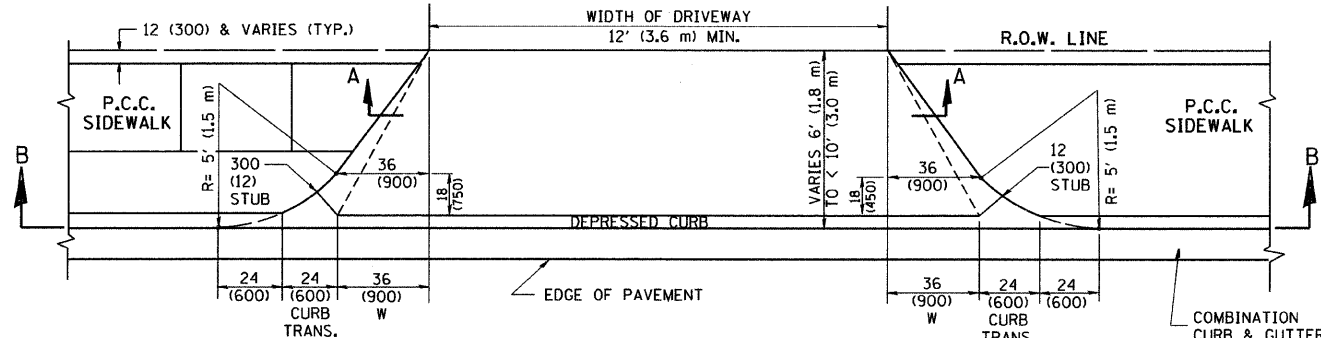 12 (300) & VARIES (TYP.)
WIDTH OF DRIVEWAY
12' (3.6 m) MIN.
R.O.W. LINE
A
A
P.C.C.
SIDEWALK
P.C.C.
SIDEWALK
R= 5' (1.5 m)
VARIES 6' (1.8 m)
TO < 10' (3.0 m)
R= 5' (1.5 m)
B
B
300
(12)
STUB
36
(900)
18
(750)
36
(900)
18
(450)
12
(300)
STUB
DEPRESSED CURB
24
(600)
24
(600)
CURB
TRANS.
36
(900)
W
EDGE OF PAVEMENT
36
(900)
W
24
(600)
CURB
TRANS.
24
(600)
COMBINATION
CURB & GUTTER